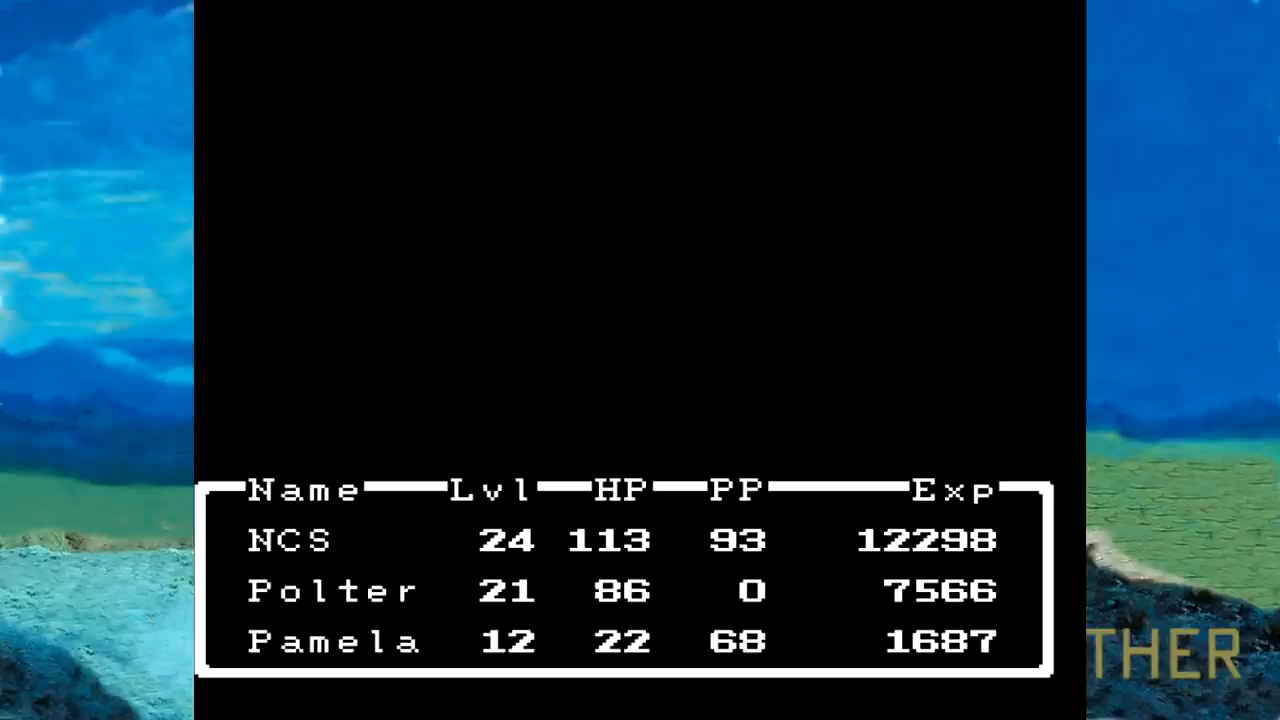 Name Lvl HP PP Exp
NCS 24 113 93 12298
Polter 21 86 0 7566
Pamela 12 22 68 1687
THER